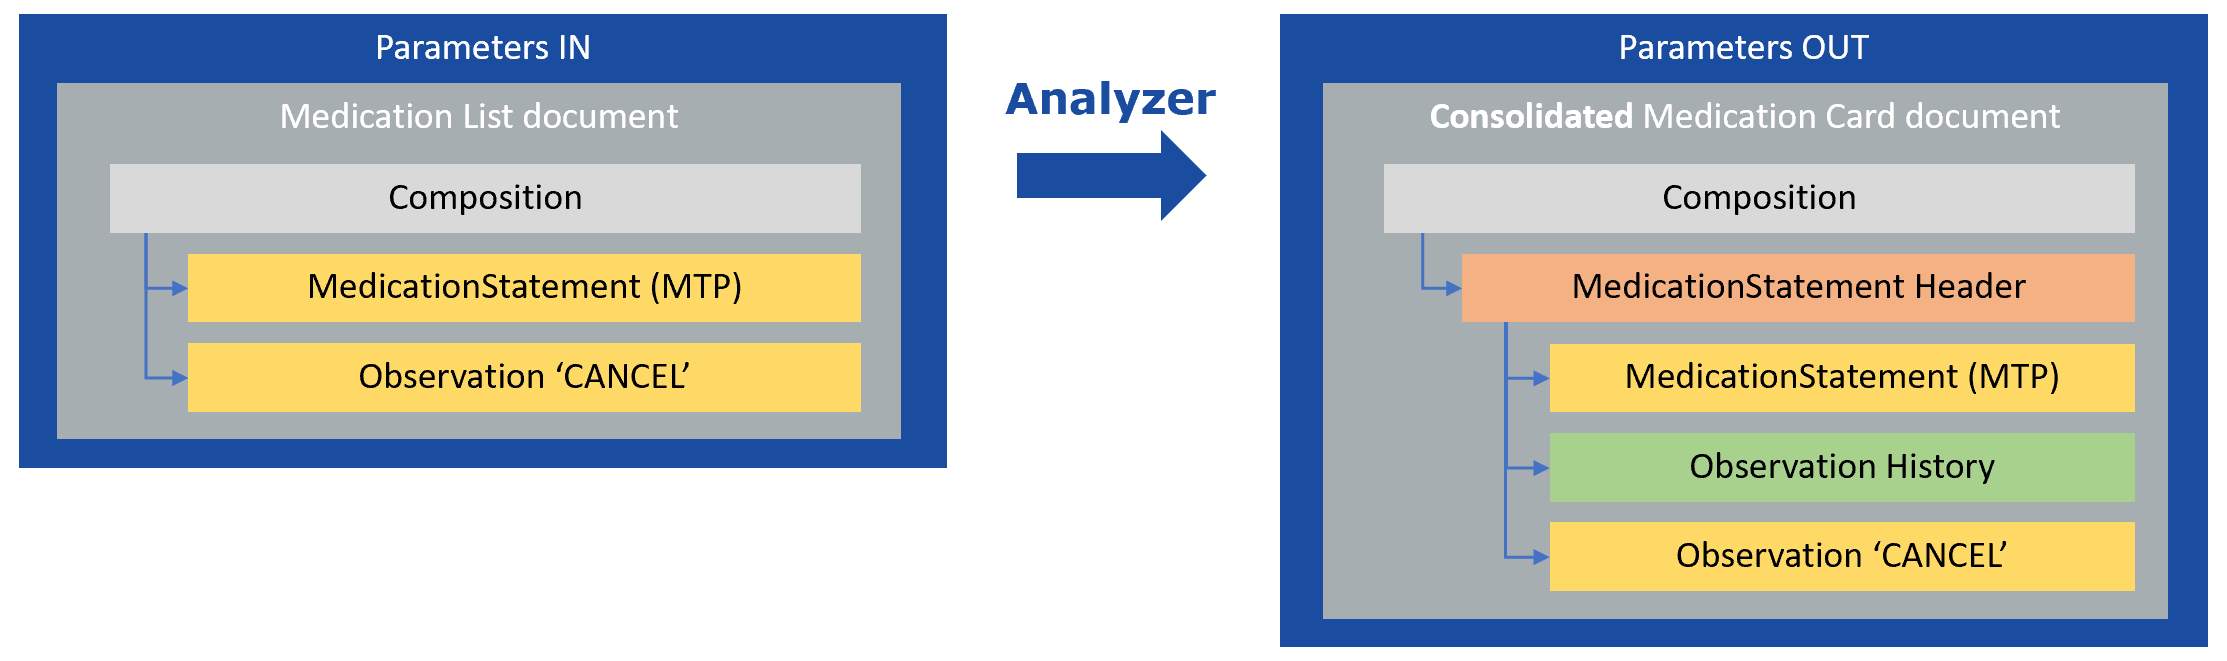 Parameters IN
Medication List document
Composition
MedicationStatement (MTP)
Observation ‘CANCEL’
Analyzer
Parameters OUT
Consolidated Medication Card document
Composition
MedicationStatement Header
MedicationStatement (MTP)
Observation History
Observation ‘CANCEL’